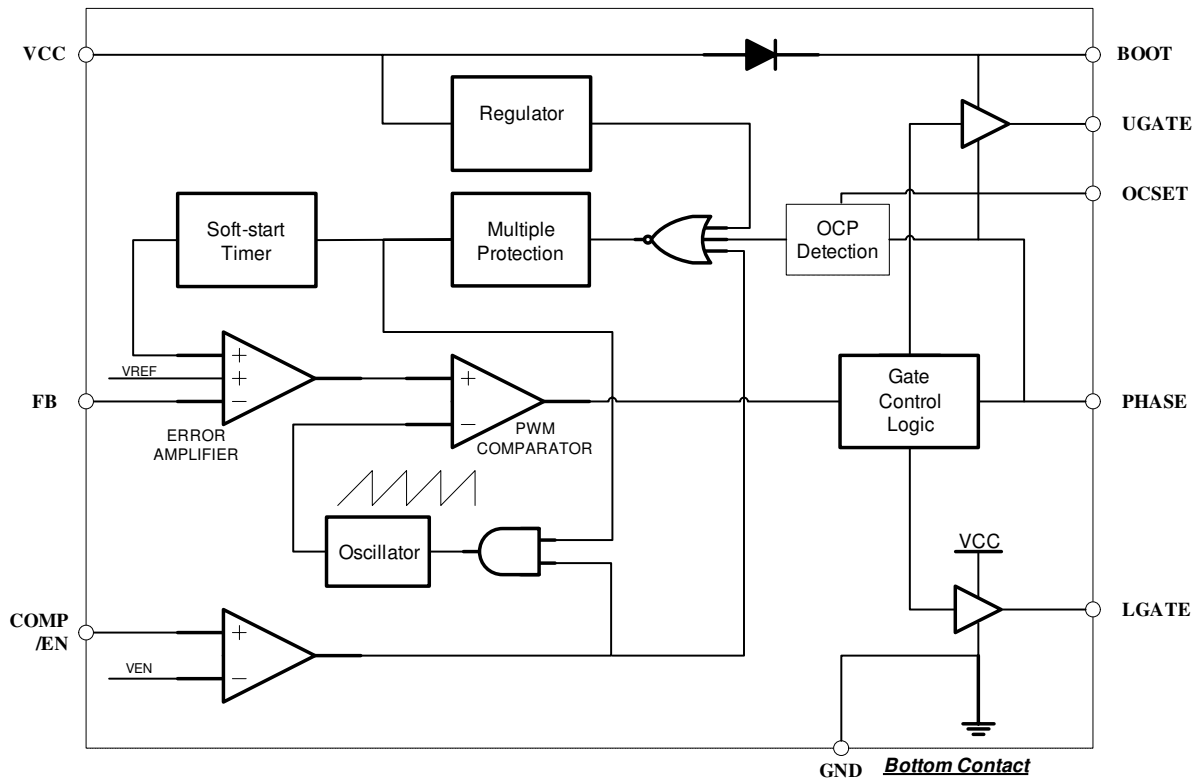 VCC
BOOT
Regulator
UGATE
OCSET
Soft-start
Timer
Multiple
Protection
OCP
Detection
+
VREF
+
FB
−
ERROR
AMPLIFIER
+
−
PWM
COMPARATOR
Gate
Control
Logic
PHASE
Oscillator
VCC
COMP
/EN
+
VEN
−
LGATE
GND
Bottom Contact